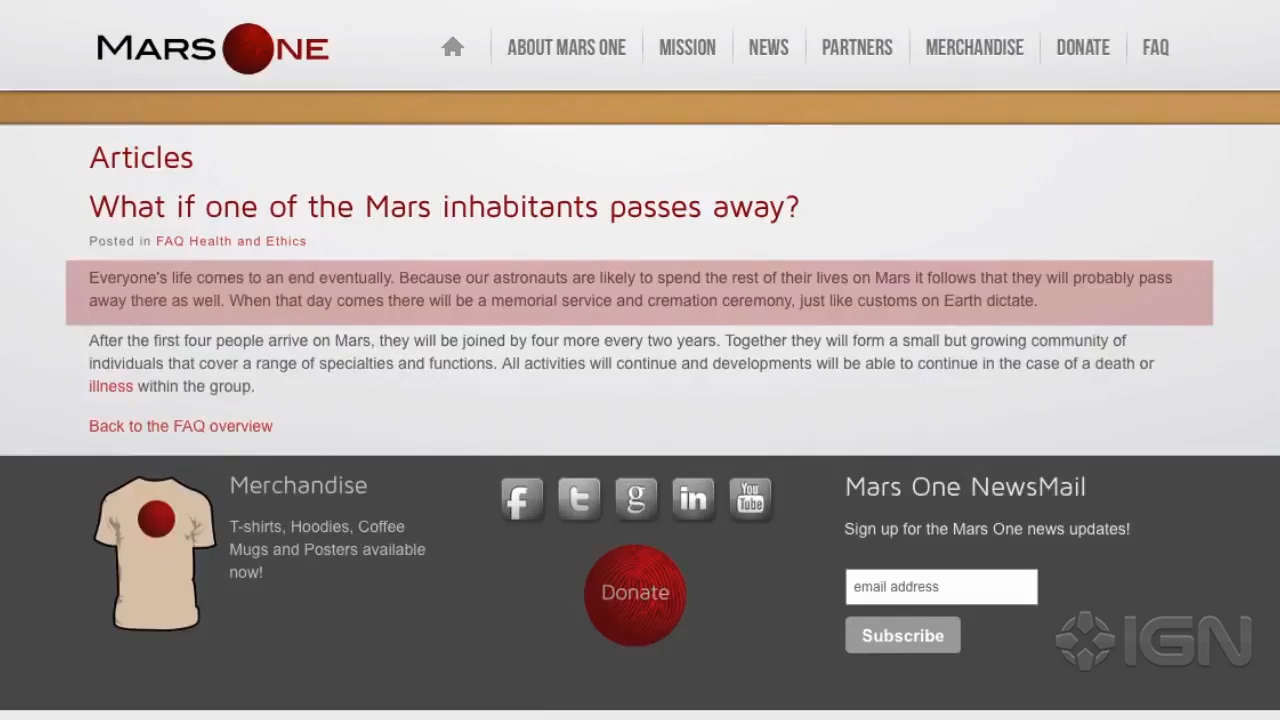 MARS ONE
ABOUT MARS ONE
MISSION
NEWS
PARTNERS
MERCHANDISE
DONATE
FAQ
Articles
What if one of the Mars inhabitants passes away?
Posted in FAQ Health and Ethics
Everyone's life comes to an end eventually. Because our astronauts are likely to spend the rest of their lives on Mars it follows that they will probably pass
away there as well. When that day comes there will be a memorial service and cremation ceremony, just like customs on Earth dictate.
After the first four people arrive on Mars, they will be joined by four more every two years. Together they will form a small but growing community of
individuals that cover a range of specialties and functions. All activities will continue and developments will be able to continue in the case of a death or
illness within the group.
Back to the FAQ overview
Merchandise
T-shirts, Hoodies, Coffee
Mugs and Posters available
now!
f
t
g
in
You
Tube
Donate
Mars One NewsMail
Sign up for the Mars One news updates!
email address
Subscribe
IGN